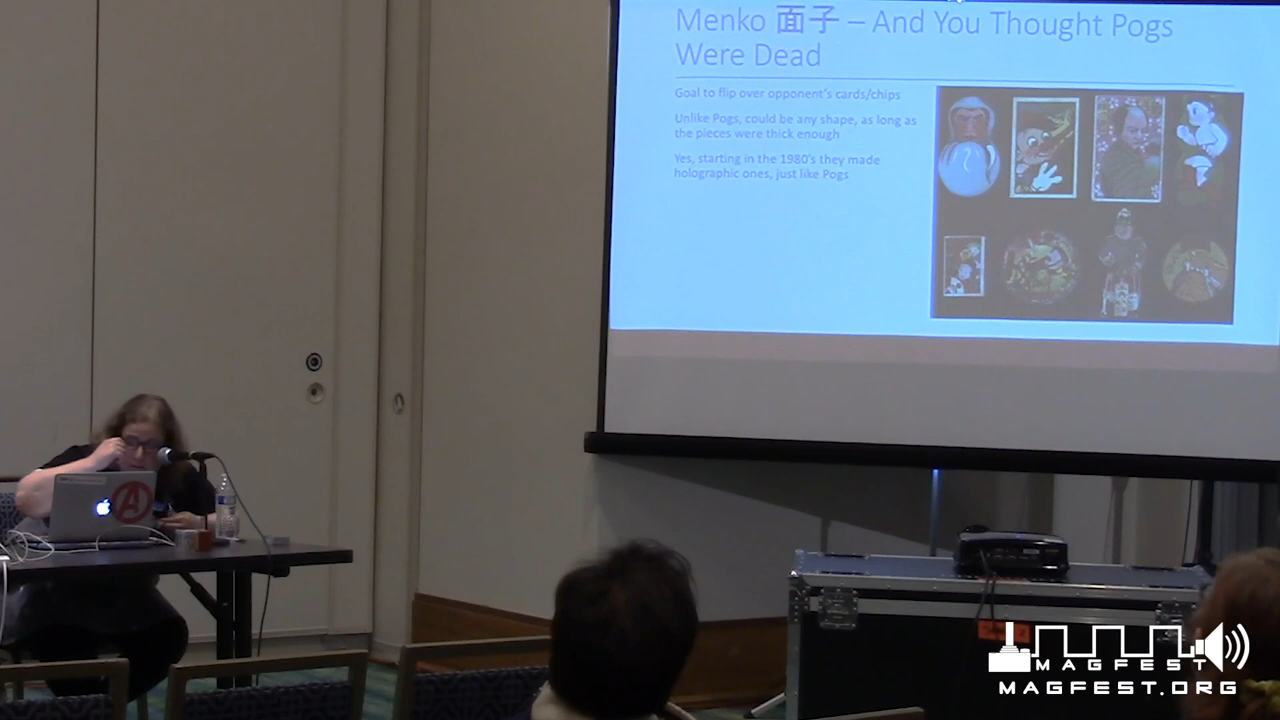 Menko 面子 – And You Thought Pogs
Were Dead
Goal to flip over opponent's cards/chips
Unlike Pogs, could be any shape, as long as
the pieces were thick enough
Yes, starting in the 1980's they made
holographic ones, just like Pogs
MAGFEST
MAGFEST.ORG